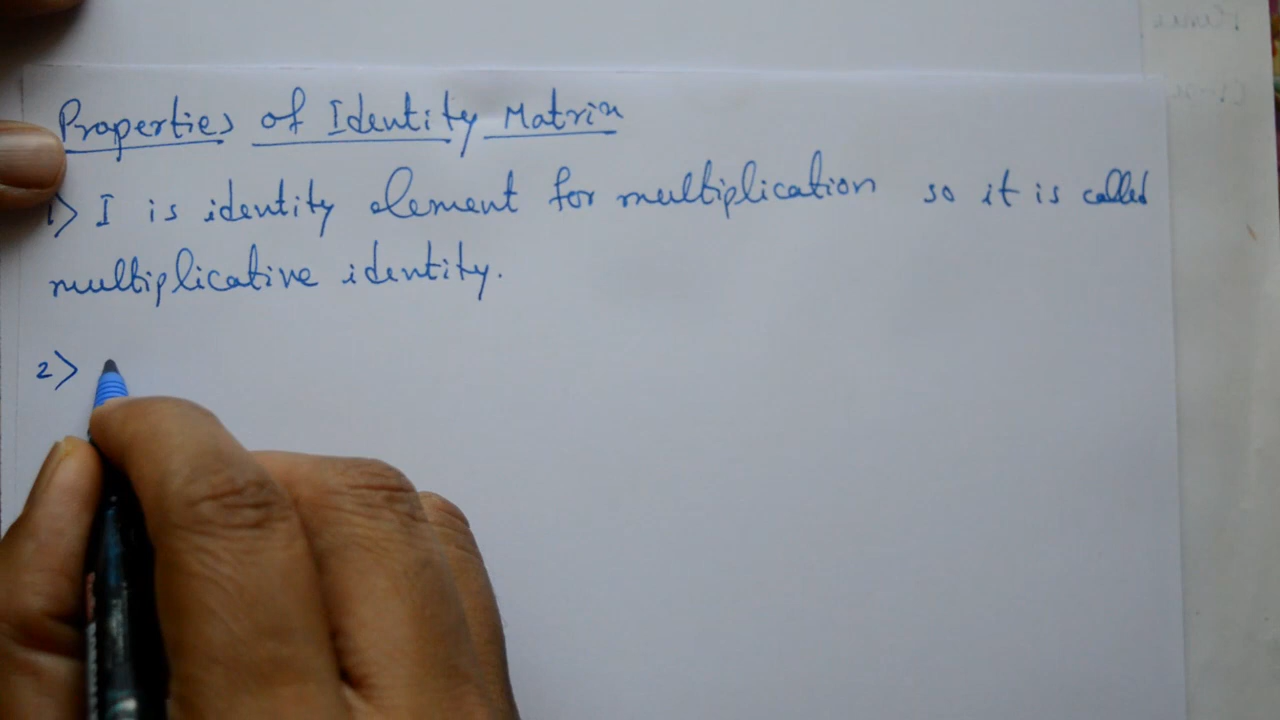 Properties of Identity Matrix
1> I is identity element for multiplication so it is called
multiplicative identity.
2>